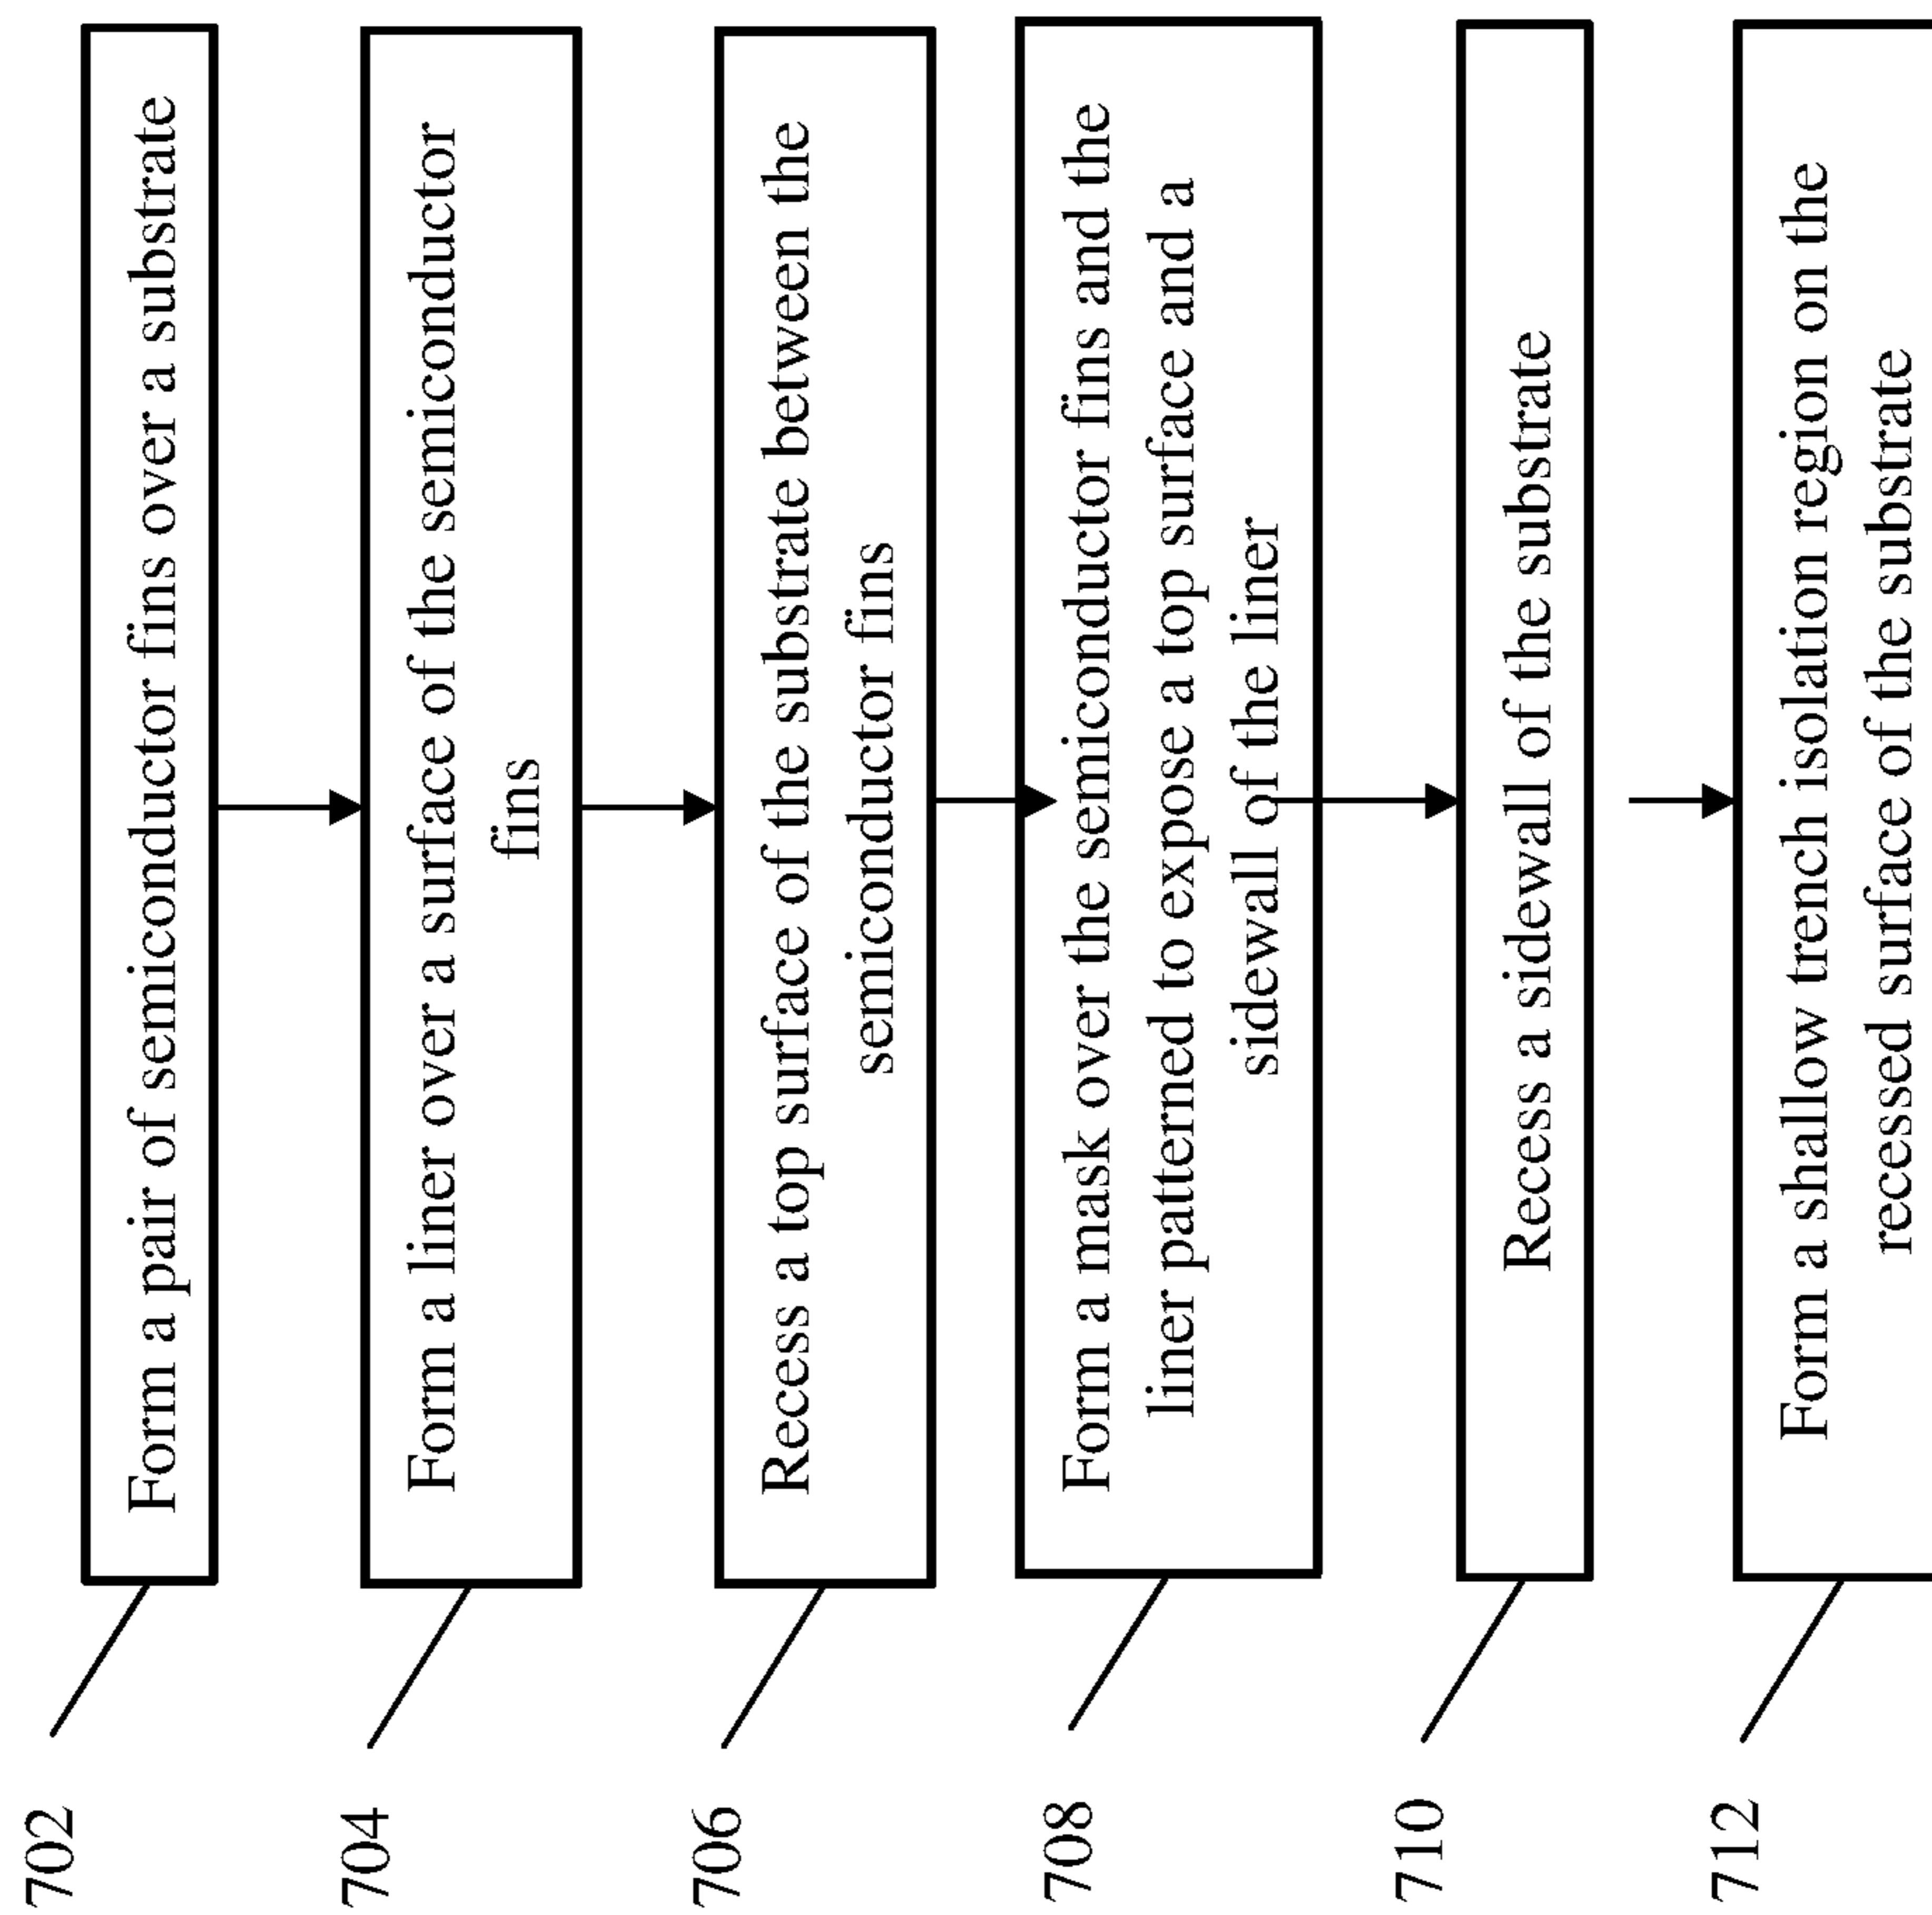 702
Form a pair of semiconductor fins over a substrate
704
Form a liner over a surface of the semiconductor
fins
706
Recess a top surface of the substrate between the
semiconductor fins
708
Form a mask over the semiconductor fins and the
liner patterned to expose a top surface and a
sidewall of the liner
710
Recess a sidewall of the substrate
712
Form a shallow trench isolation region on the
recessed surface of the substrate